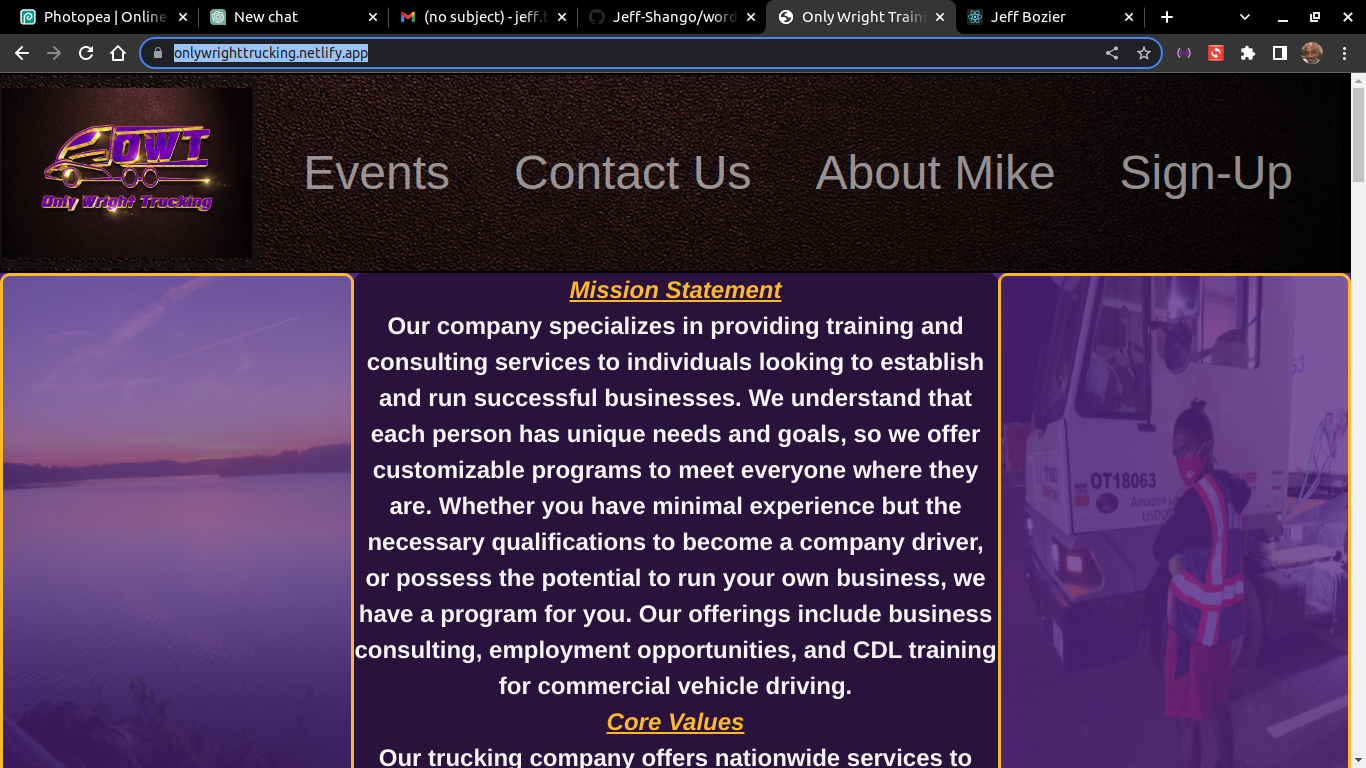 Photopea | Online
New chat
(no subject) - jeff.b
Jeff-Shango/word
Only Wright Traini
Jeff Bozier
onlywrighttrucking.netlify.app
OWT
Only Wright Trucking
Events
Contact Us
About Mike
Sign-Up
Mission Statement
Our company specializes in providing training and
consulting services to individuals looking to establish
and run successful businesses. We understand that
each person has unique needs and goals, so we offer
customizable programs to meet everyone where they
are. Whether you have minimal experience but the
necessary qualifications to become a company driver,
or possess the potential to run your own business, we
have a program for you. Our offerings include business
consulting, employment opportunities, and CDL training
for commercial vehicle driving.
Core Values
Our trucking company offers nationwide services to
OT18063
Amazon Lo
USDO